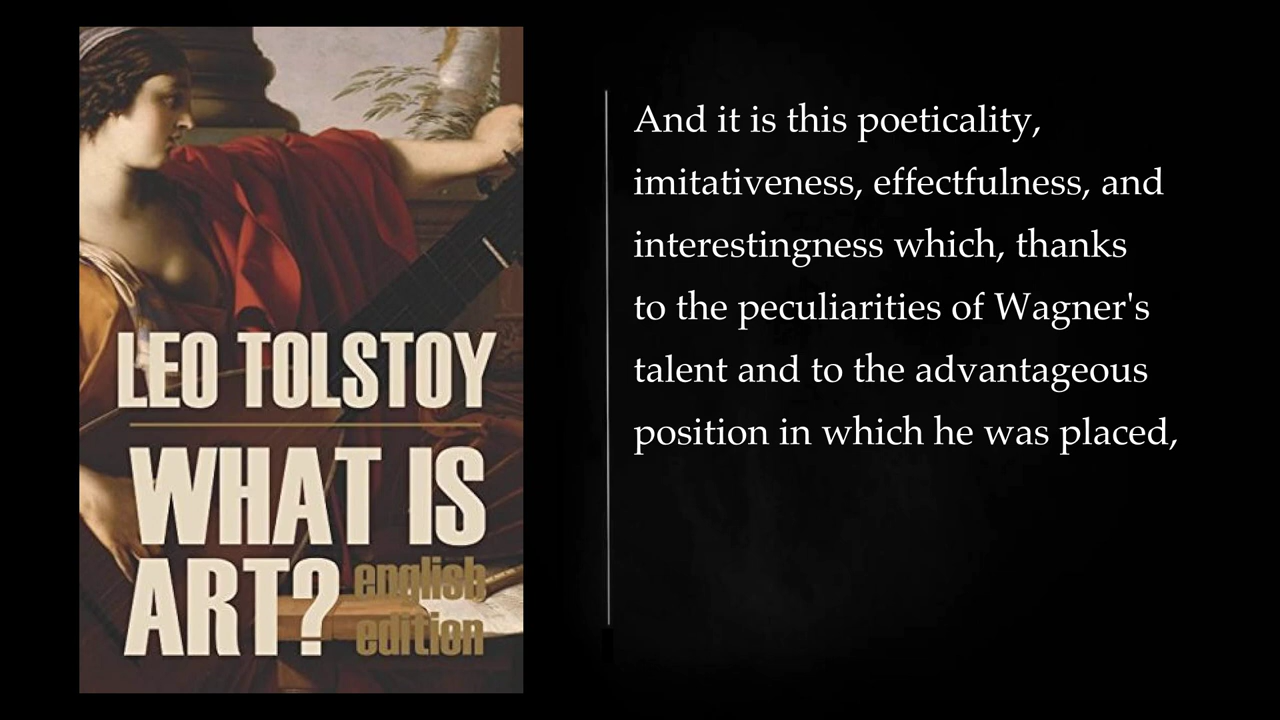 LEO TOLSTOY
WHAT IS
ART?
english
edition
And it is this poeticality,
imitativeness, effectfulness, and
interestingness which, thanks
to the peculiarities of Wagner's
talent and to the advantageous
position in which he was placed,